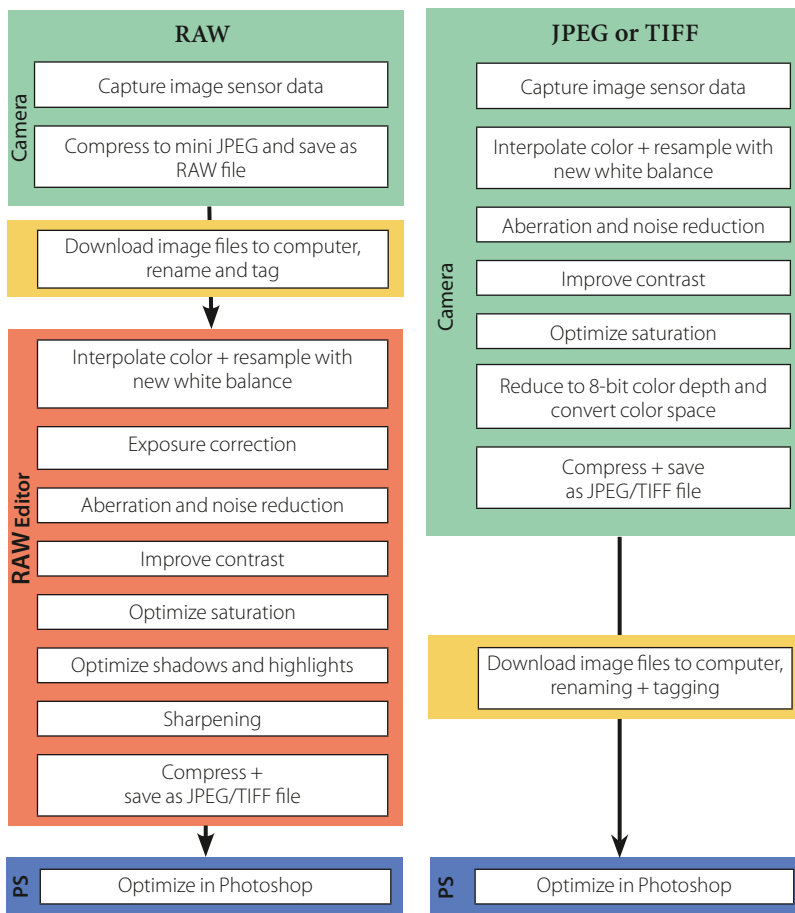 RAW
Camera
Capture image sensor data
Compress to mini JPEG and save as
RAW file
Download image files to computer,
rename and tag
RAW Editor
Interpolate color + resample with
new white balance
Exposure correction
Aberration and noise reduction
Improve contrast
Optimize saturation
Optimize shadows and highlights
Sharpening
Compress +
save as JPEG/TIFF file
PS
Optimize in Photoshop
JPEG or TIFF
Camera
Capture image sensor data
Interpolate color + resample with
new white balance
Aberration and noise reduction
Improve contrast
Optimize saturation
Reduce to 8-bit color depth and
convert color space
Compress + save
as JPEG/TIFF file
Download image files to computer,
renaming + tagging
PS
Optimize in Photoshop